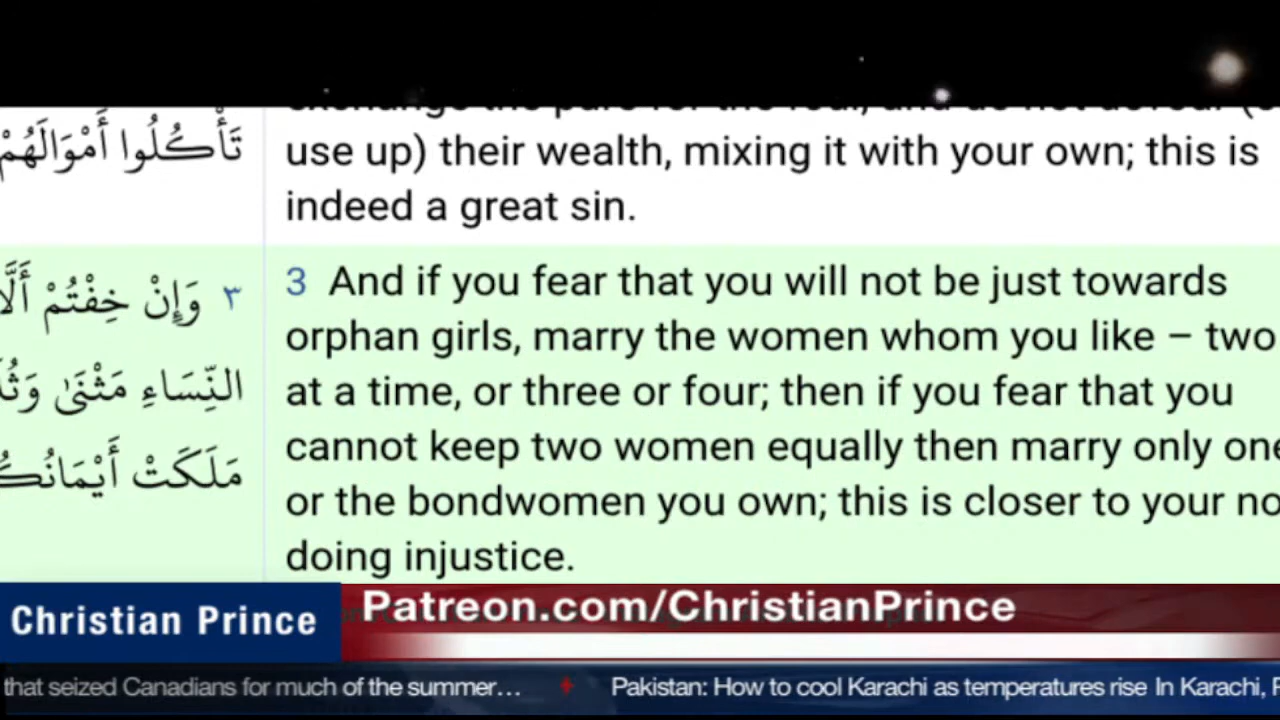 use up) their wealth, mixing it with your own; this is
indeed a great sin.
تَأْكُلُوا أَمْوَالَهُمْ
3 And if you fear that you will not be just towards
orphan girls, marry the women whom you like – two
at a time, or three or four; then if you fear that you
cannot keep two women equally then marry only one
or the bondwomen you own; this is closer to your no
doing injustice.
٣ وَإِنْ خِفْتُمْ
النِّسَاءِ مَثْنَىٰ
مَلَكَتْ
Christian Prince
Patreon.com/ChristianPrince
that seized Canadians for much of the summer... Pakistan: How to cool Karachi as temperatures rise In Karachi,